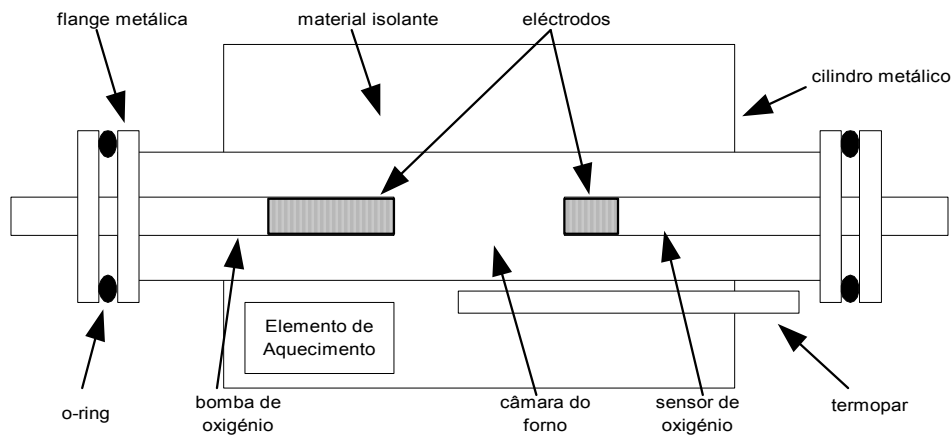 flange metálica
material isolante
eléctrodos
cilindro metálico
Elemento de
Aquecimento
o-ring
bomba de
oxigénio
câmara do
forno
sensor de
oxigénio
termopar